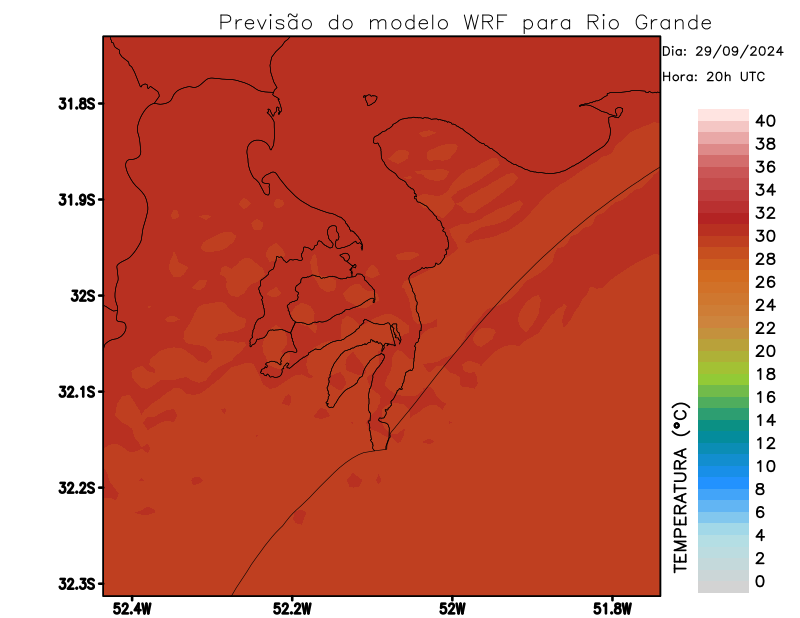 Previsão do modelo WRF para Rio Grande
Dia: 29/09/2024
Hora: 20h UTC
31.8S
31.9S
32S
32.1S
32.2S
32.3S
52.4W
52.2W
52W
51.8W
TEMPERATURA (°C)
40
38
36
34
32
30
28
26
24
22
20
18
16
14
12
10
8
6
4
2
0